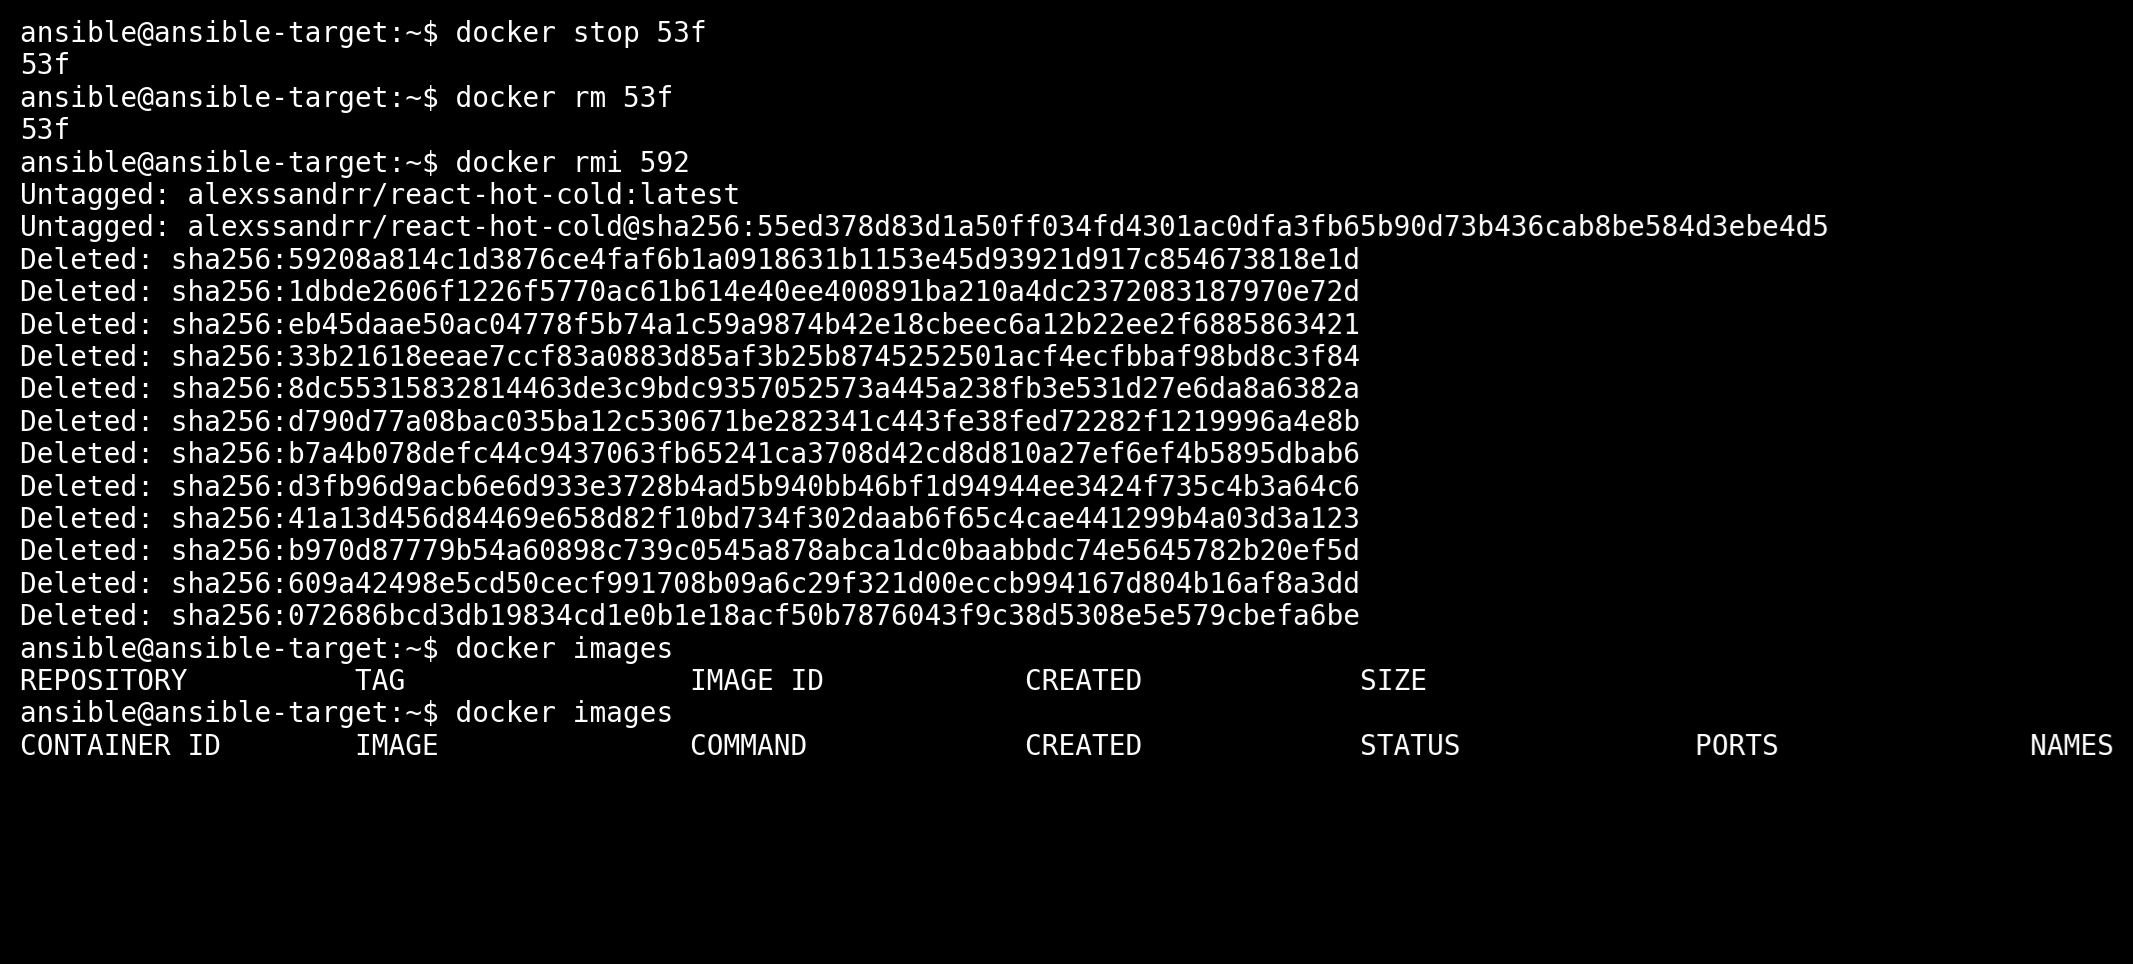 ansible@ansible-target:~$ docker stop 53f
53f
ansible@ansible-target:~$ docker rm 53f
53f
ansible@ansible-target:~$ docker rmi 592
Untagged: alexssandrr/react-hot-cold:latest
Untagged: alexssandrr/react-hot-cold@sha256:55ed378d83d1a50ff034fd4301ac0dfa3fb65b90d73b436cab8be584d3ebe4d5
Deleted: sha256:59208a814c1d3876ce4faf6b1a0918631b1153e45d93921d917c854673818e1d
Deleted: sha256:1dbde2606f1226f5770ac61b614e40ee400891ba210a4dc2372083187970e72d
Deleted: sha256:eb45daae50ac04778f5b74a1c59a9874b42e18cbeec6a12b22ee2f6885863421
Deleted: sha256:33b21618eeae7ccf83a0883d85af3b25b8745252501acf4ecfbbaf98bd8c3f84
Deleted: sha256:8dc55315832814463de3c9bdc9357052573a445a238fb3e531d27e6da8a6382a
Deleted: sha256:d790d77a08bac035ba12c530671be282341c443fe38fed72282f1219996a4e8b
Deleted: sha256:b7a4b078defc44c9437063fb65241ca3708d42cd8d810a27ef6ef4b5895dbab6
Deleted: sha256:d3fb96d9acb6e6d933e3728b4ad5b940bb46bf1d94944ee3424f735c4b3a64c6
Deleted: sha256:41a13d456d84469e658d82f10bd734f302daab6f65c4cae441299b4a03d3a123
Deleted: sha256:b970d87779b54a60898c739c0545a878abca1dc0baabbdc74e5645782b20ef5d
Deleted: sha256:609a42498e5cd50cecf991708b09a6c29f321d00eccb994167d804b16af8a3dd
Deleted: sha256:072686bcd3db19834cd1e0b1e18acf50b7876043f9c38d5308e5e579cbefa6be
ansible@ansible-target:~$ docker images
REPOSITORY          TAG                 IMAGE ID            CREATED             SIZE
ansible@ansible-target:~$ docker images
CONTAINER ID        IMAGE               COMMAND             CREATED             STATUS              PORTS               NAMES